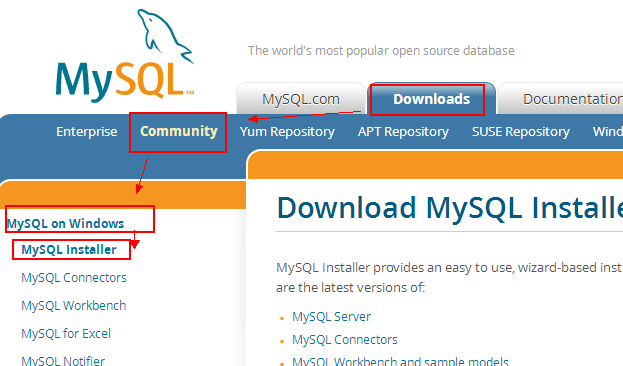 MySQL™
The world's most popular open source database
MySQL.com
Downloads
Documentation
Enterprise
Community
Yum Repository
APT Repository
SUSE Repository
Wind
MySQL on Windows
MySQL Installer
MySQL Connectors
MySQL Workbench
MySQL for Excel
MySQL Notifier
Download MySQL Installe
MySQL Installer provides an easy to use, wizard-based inst
are the latest versions of:
MySQL Server
MySQL Connectors
MySQL Workbench and sample models